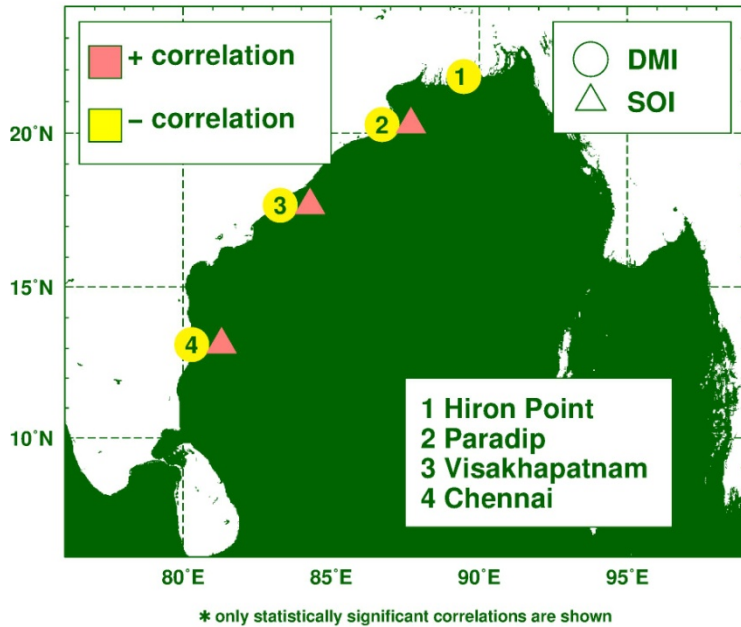 + correlation
− correlation
DMI
SOI
1
2
3
4
20°N
15°N
10°N
1 Hiron Point
2 Paradip
3 Visakhapatnam
4 Chennai
80°E
85°E
90°E
95°E
* only statistically significant correlations are shown